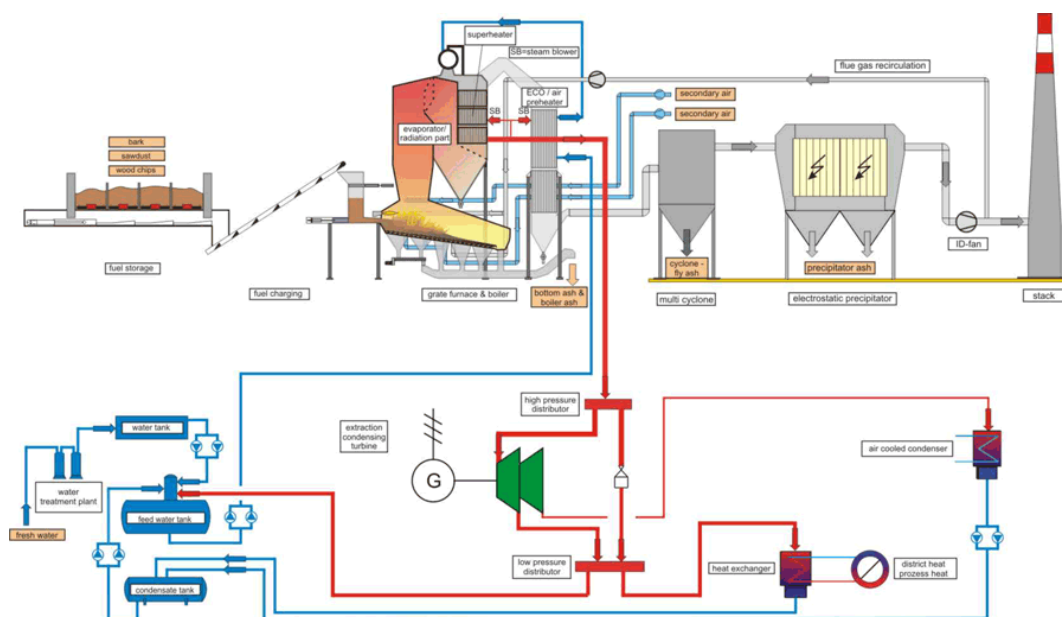 superheater
SB=steam blower
flue gas recirculation
ECO / air
preheater
secondary air
secondary air
SB
SB
evaporator/
radiation part
bark
sawdust
wood chips
fuel storage
fuel charging
grate furnace & boiler
bottom ash &
boiler ash
cyclone -
fly ash
multi cyclone
precipitator ash
electrostatic precipitator
ID-fan
stack
high pressure
distributor
extraction
condensing
turbine
G
air cooled condenser
water tank
water
treatment plant
feed water tank
fresh water
condensate tank
low pressure
distributor
heat exchanger
district heat
prozess heat